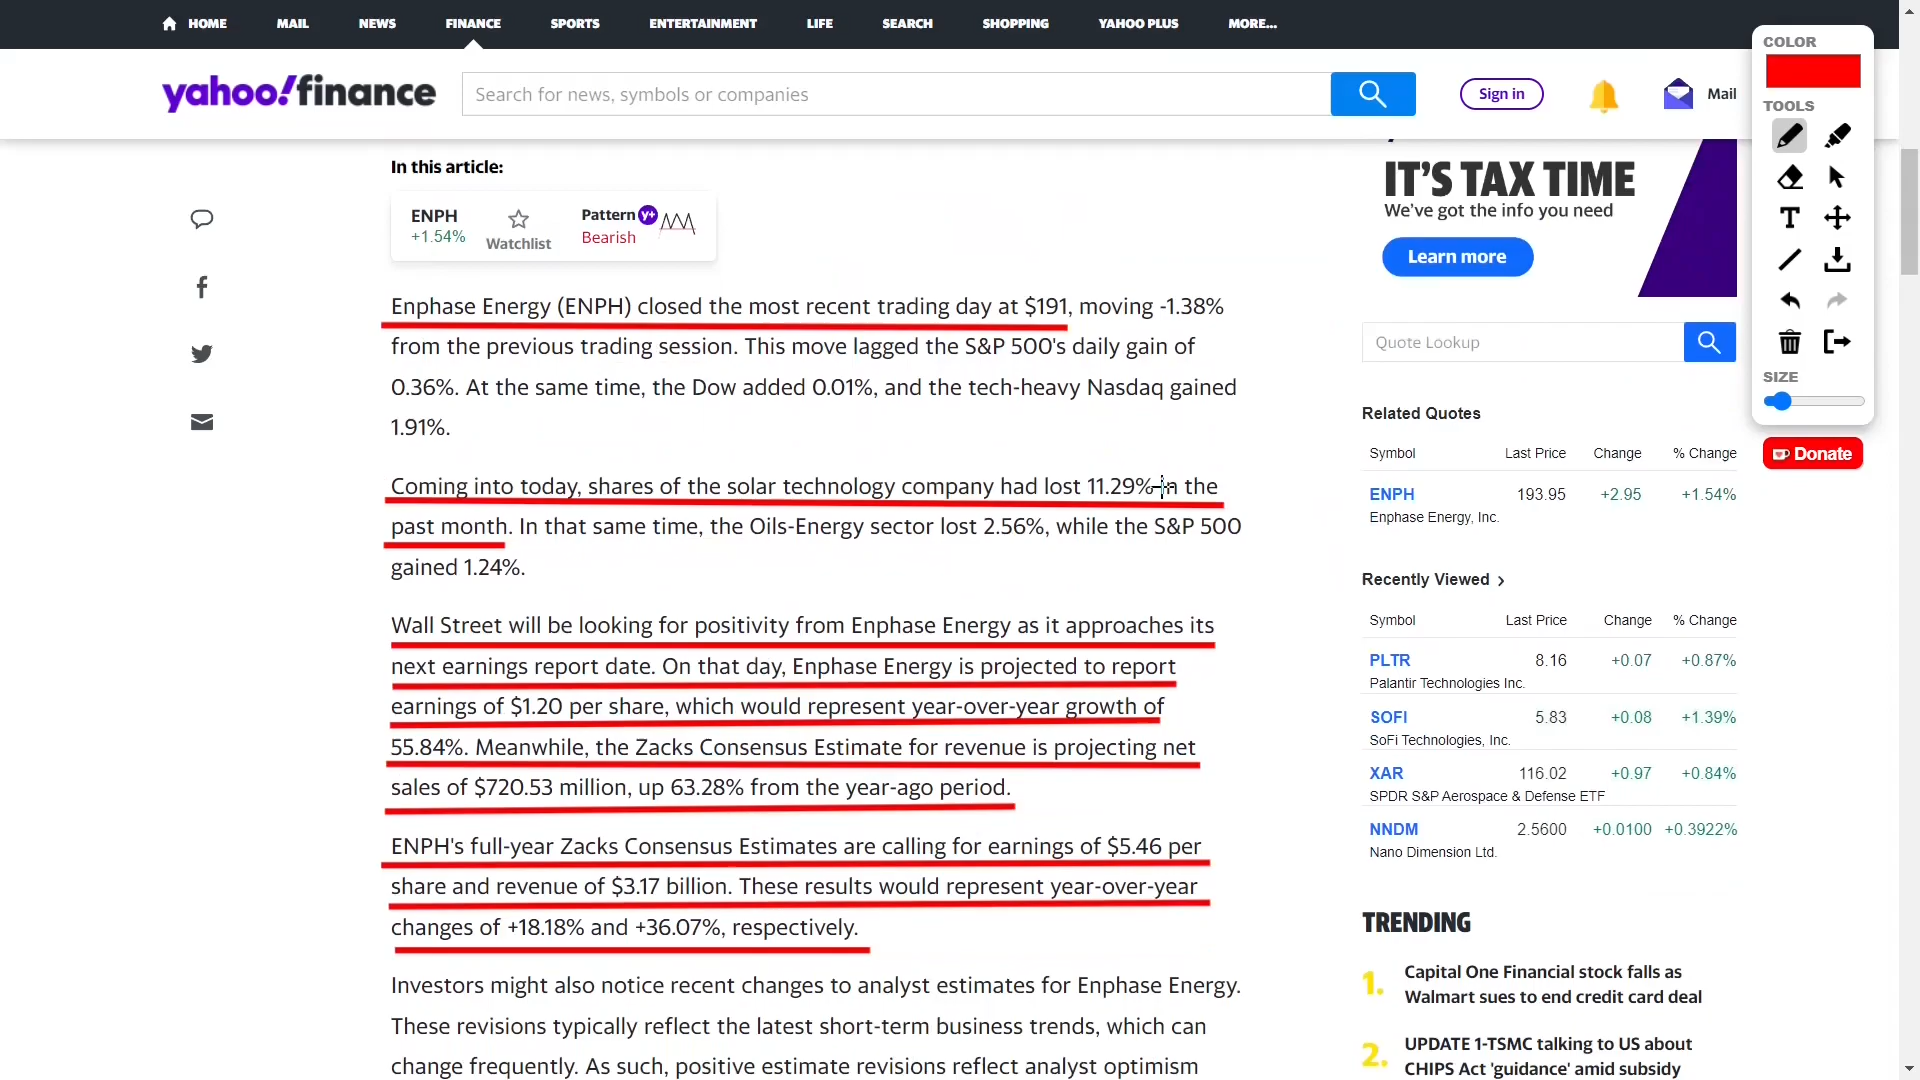 HOME MAIL NEWS FINANCE SPORTS ENTERTAINMENT LIFE SEARCH SHOPPING YAHOO PLUS MORE...
yahoo!finance
Search for news, symbols or companies
Sign in
Mail
COLOR
TOOLS
T
SIZE
Donate
In this article:
ENPH
+1.54%
Watchlist
Pattern Y+
Bearish
Enphase Energy (ENPH) closed the most recent trading day at $191, moving -1.38%
from the previous trading session. This move lagged the S&P 500's daily gain of
0.36%. At the same time, the Dow added 0.01%, and the tech-heavy Nasdaq gained
1.91%.
Coming into today, shares of the solar technology company had lost 11.29% in the
past month. In that same time, the Oils-Energy sector lost 2.56%, while the S&P 500
gained 1.24%.
Wall Street will be looking for positivity from Enphase Energy as it approaches its
next earnings report date. On that day, Enphase Energy is projected to report
earnings of $1.20 per share, which would represent year-over-year growth of
55.84%. Meanwhile, the Zacks Consensus Estimate for revenue is projecting net
sales of $720.53 million, up 63.28% from the year-ago period.
ENPH's full-year Zacks Consensus Estimates are calling for earnings of $5.46 per
share and revenue of $3.17 billion. These results would represent year-over-year
changes of +18.18% and +36.07%, respectively.
Investors might also notice recent changes to analyst estimates for Enphase Energy.
These revisions typically reflect the latest short-term business trends, which can
change frequently. As such, positive estimate revisions reflect analyst optimism
IT'S TAX TIME
We've got the info you need
Learn more
Quote Lookup
Related Quotes
Symbol Last Price Change % Change
ENPH 193.95 +2.95 +1.54%
Enphase Energy, Inc.
Recently Viewed >
Symbol Last Price Change % Change
PLTR 8.16 +0.07 +0.87%
Palantir Technologies Inc.
SOFI 5.83 +0.08 +1.39%
SoFi Technologies, Inc.
XAR 116.02 +0.97 +0.84%
SPDR S&P Aerospace & Defense ETF
NNDM 2.5600 +0.0100 +0.3922%
Nano Dimension Ltd.
TRENDING
1. Capital One Financial stock falls as
Walmart sues to end credit card deal
2. UPDATE 1-TSMC talking to US about
CHIPS Act 'guidance' amid subsidy